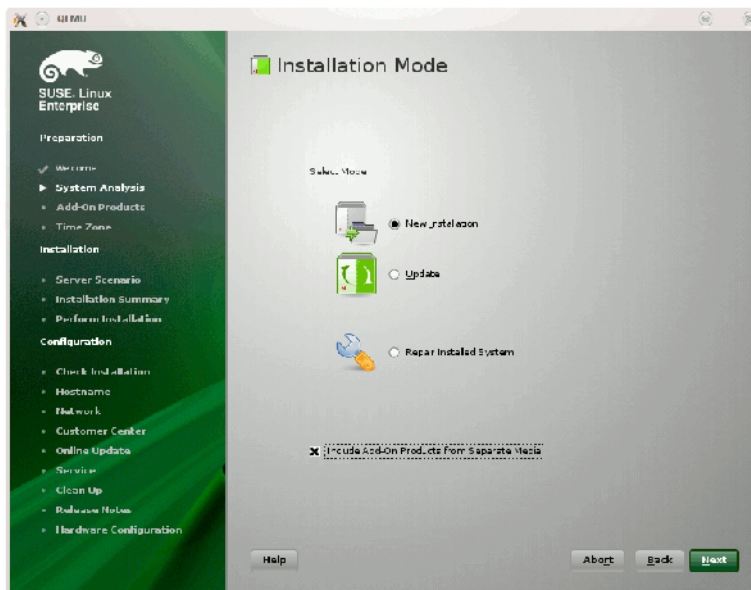 QEMU
SUSE. Linux
Enterprise
Preparation
Welcome
System Analysis
Add-On Products
Time Zone
Installation
Server Scenario
Installation Summary
Perform Installation
Configuration
Check Installation
Hostname
Network
Customer Center
Online Update
Service
Clean Up
Release Notes
Hardware Configuration
Installation Mode
Select Mode
New Installation
Update
Repair Installed System
Include Add-On Products from Separate Media
Help
Abort
Back
Next